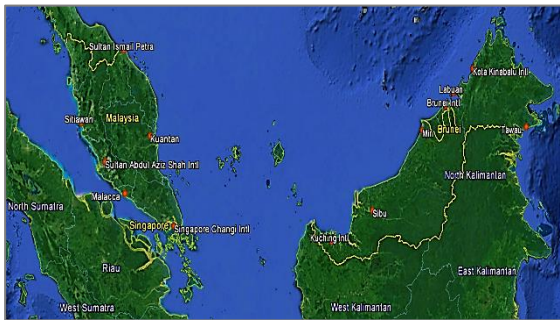 Sultan Ismail Petra
Kota Kinabalu Intl
Labuan
Brunei Intl
Malaysia
Sitiawan
Kuantan
Miri
Brunei
Tawau
Sultan Abdul Aziz Shah Intl
North Kalimantan
Malacca
North Sumatra
Sibu
Singapore
Singapore Changi Intl
Kuching Intl
Riau
East Kalimantan
West Sumatra
West Kalimantan